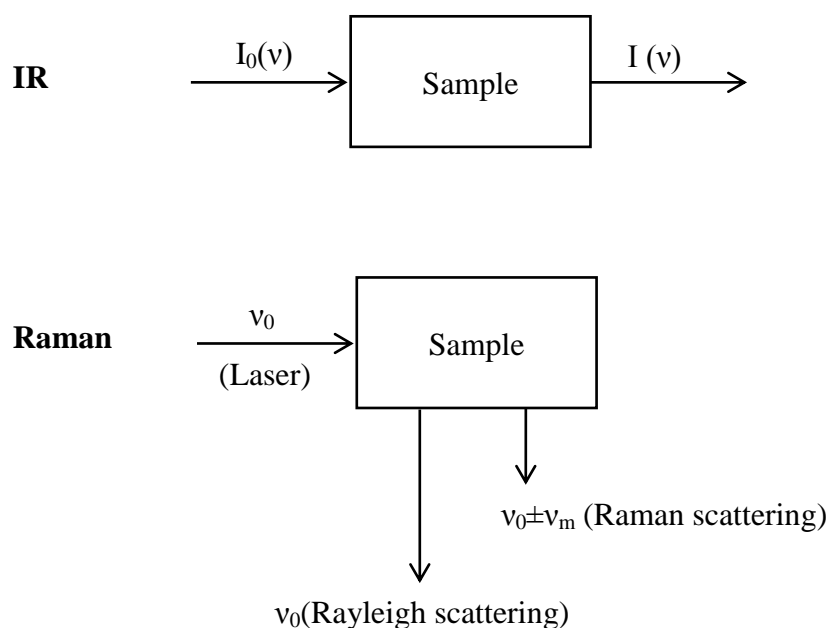 IR
I₀(ν)
Sample
I (ν)
Raman
ν₀
(Laser)
Sample
ν₀±νₘ (Raman scattering)
ν₀(Rayleigh scattering)